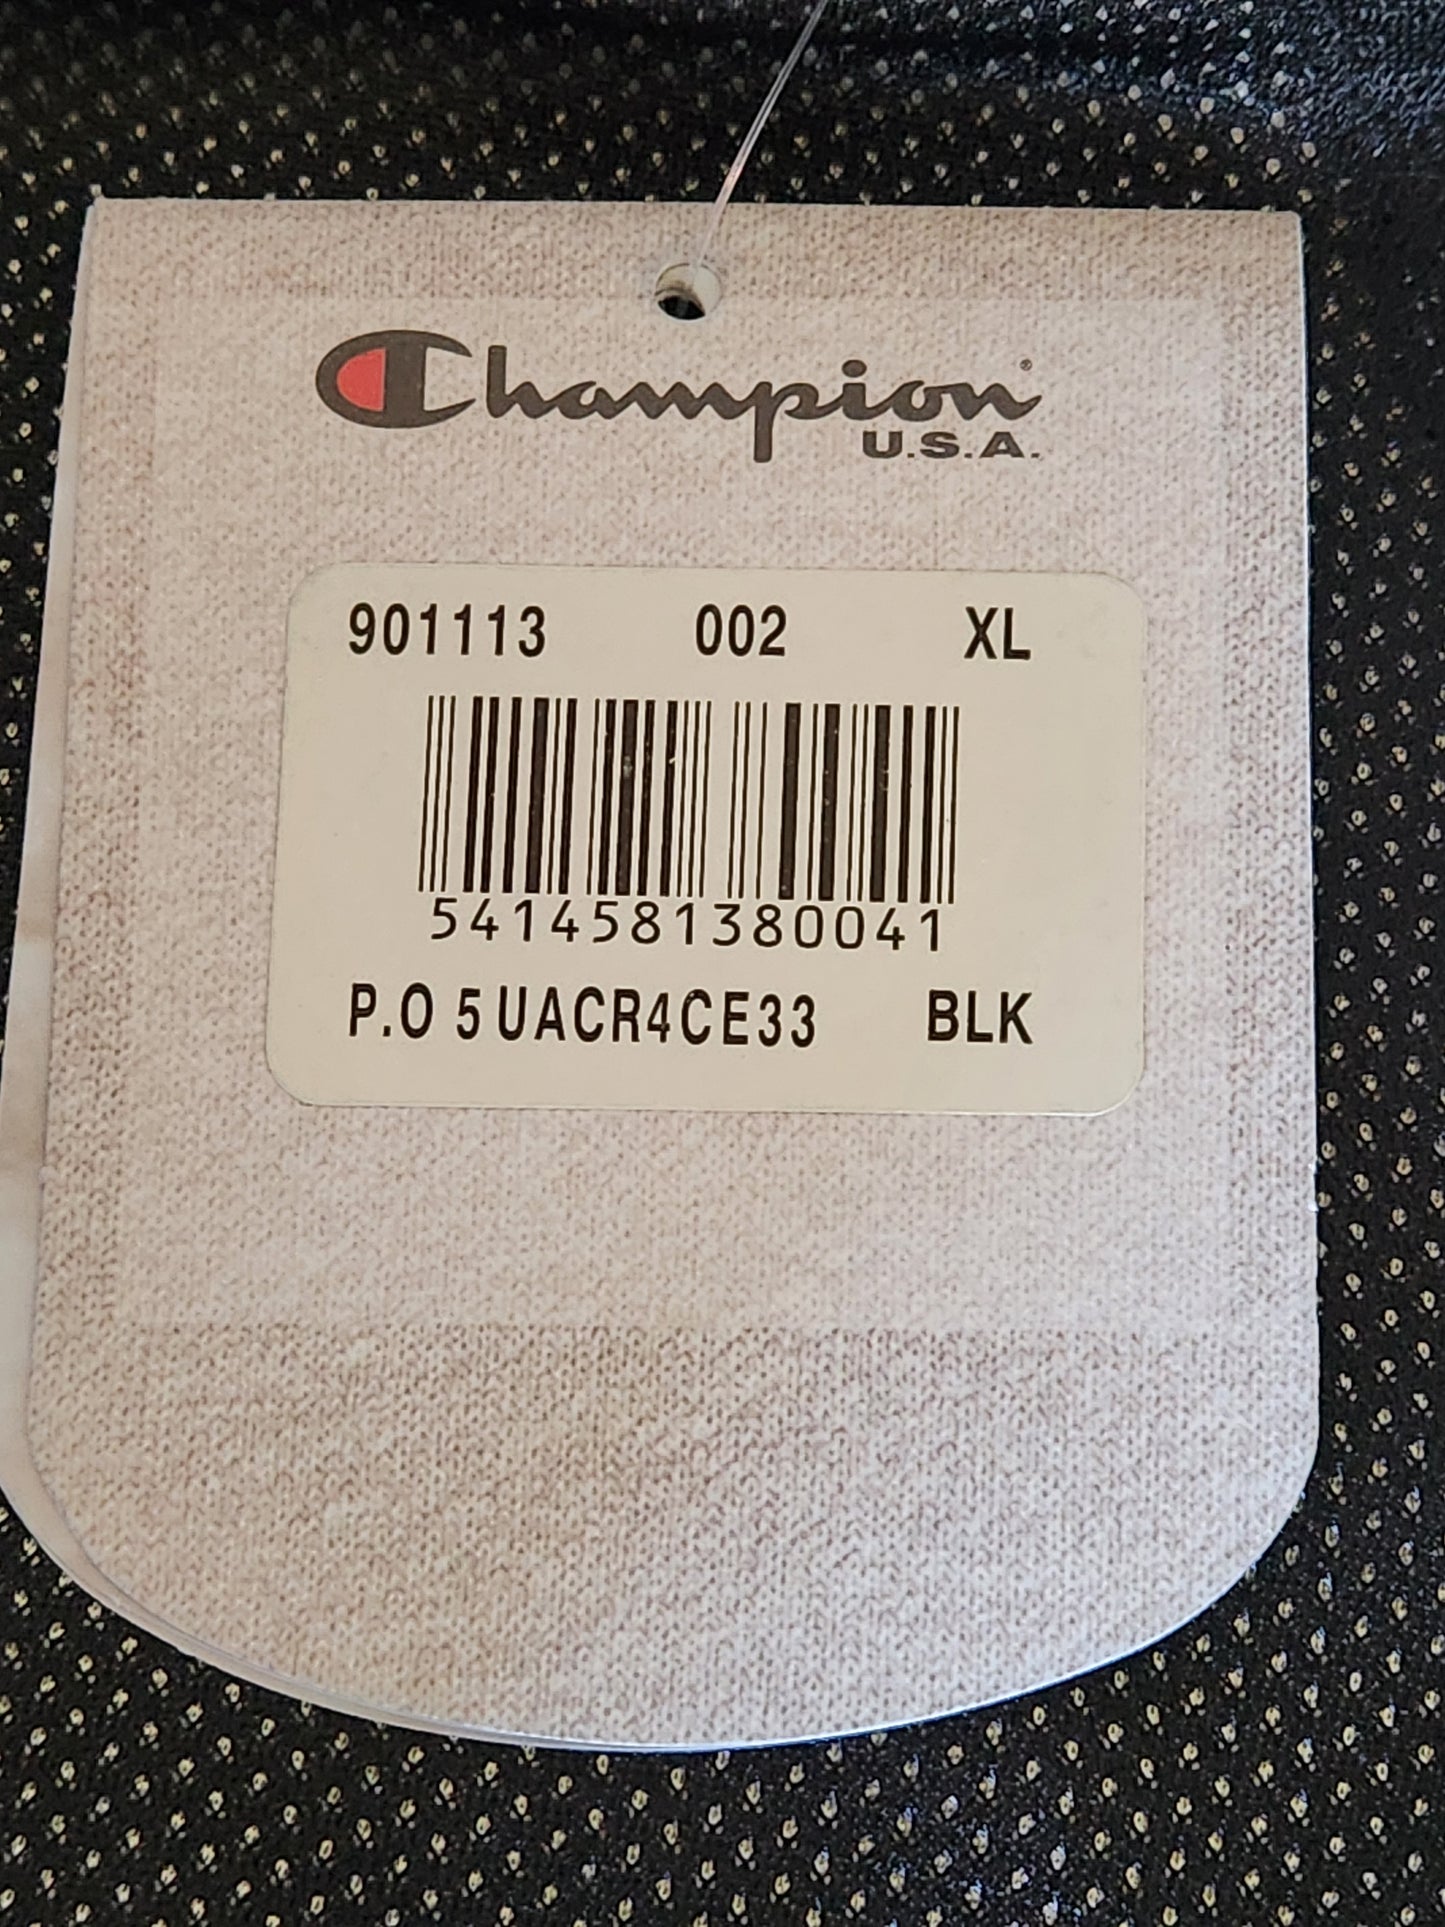 Champion®
U.S.A.
901113 002 XL
5414581380041
P.O 5UACR4CE33 BLK